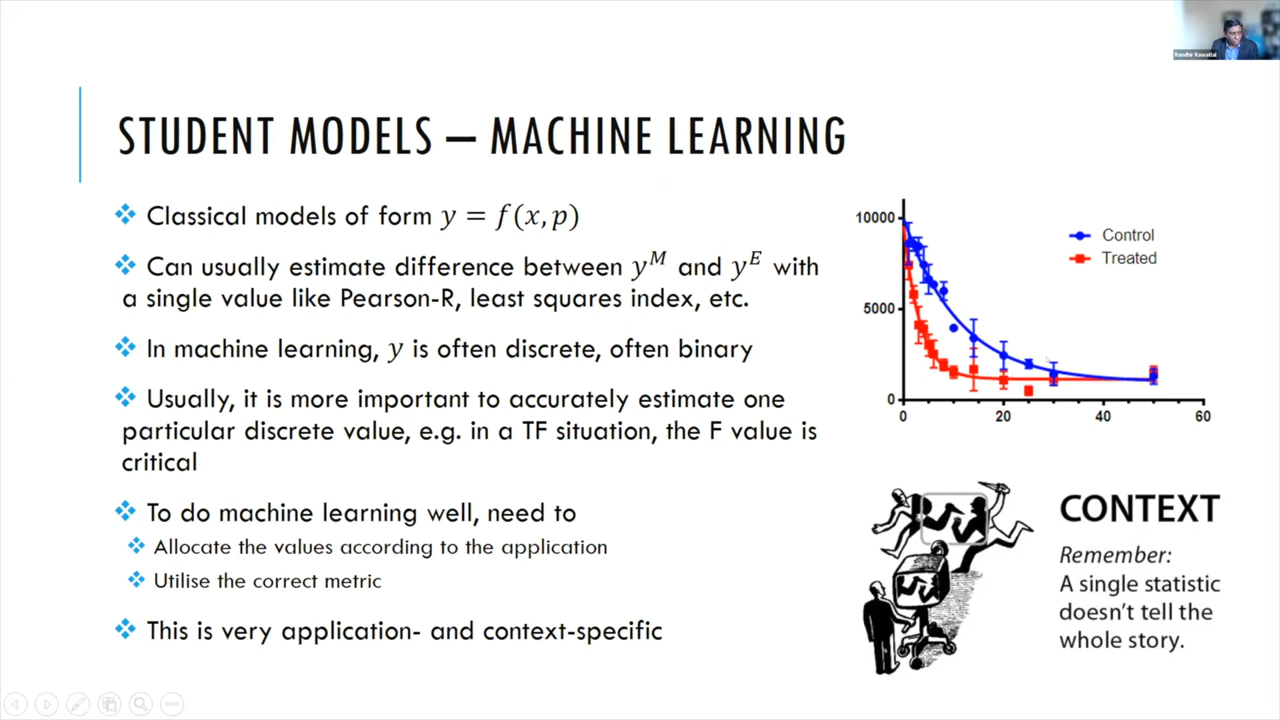 Randhir Rawatlal
STUDENT MODELS – MACHINE LEARNING
❖ Classical models of form y = f(x, p)
❖ Can usually estimate difference between y^M and y^E with
a single value like Pearson-R, least squares index, etc.
❖ In machine learning, y is often discrete, often binary
❖ Usually, it is more important to accurately estimate one
particular discrete value, e.g. in a TF situation, the F value is
critical
❖ To do machine learning well, need to
❖ Allocate the values according to the application
❖ Utilise the correct metric
❖ This is very application- and context-specific
10000
5000
0
0 20 40 60
Control
Treated
CONTEXT
Remember:
A single statistic
doesn't tell the
whole story.